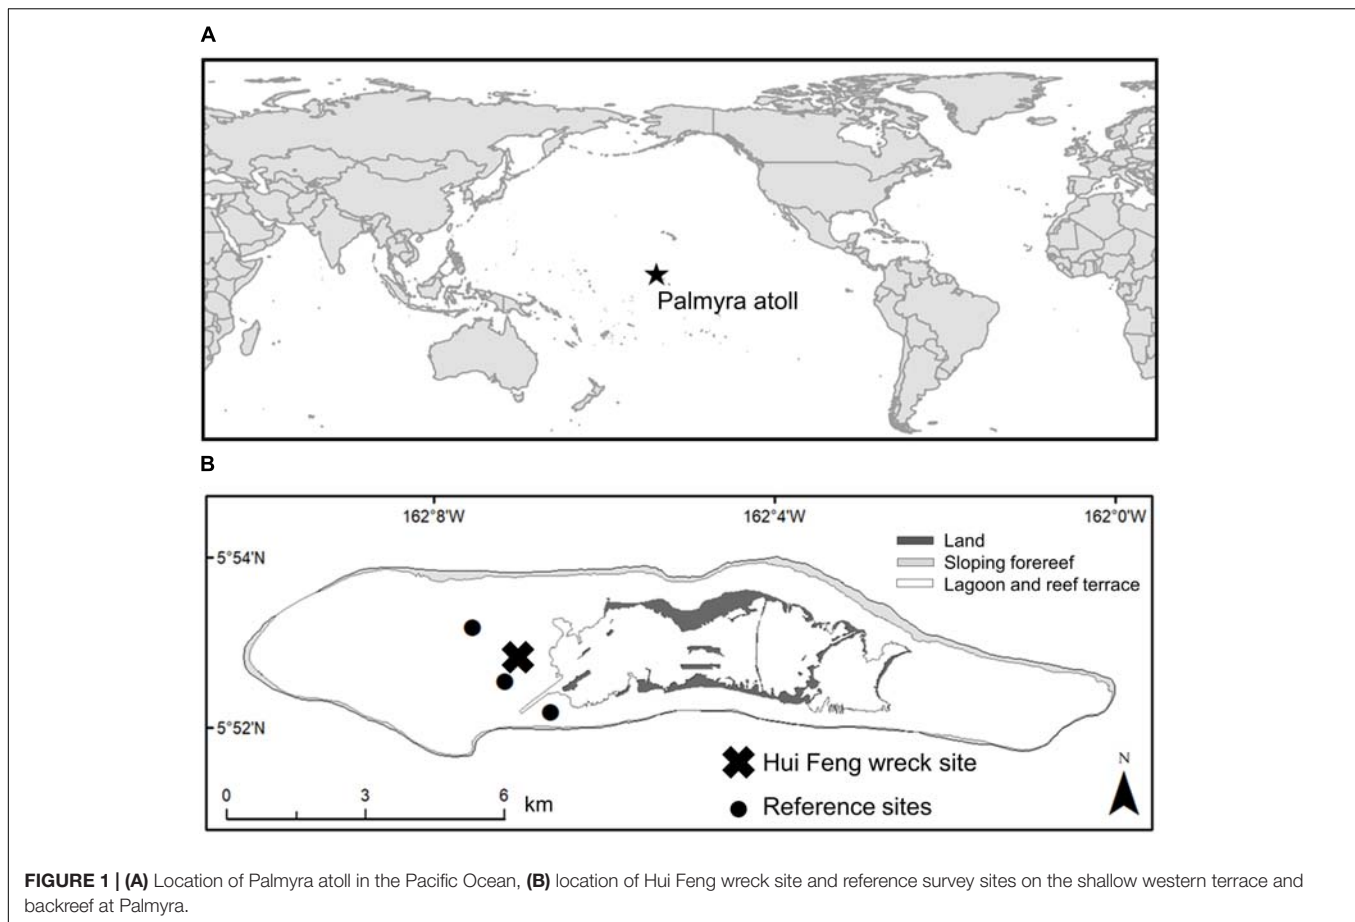 A
Palmyra atoll
B
162°8'W 162°4'W 162°0'W
5°54'N
Land
Sloping forereef
Lagoon and reef terrace
5°52'N
Hui Feng wreck site
N
0 3 6
km
Reference sites
FIGURE 1 | (A) Location of Palmyra atoll in the Pacific Ocean, (B) location of Hui Feng wreck site and reference survey sites on the shallow western terrace and
backreef at Palmyra.